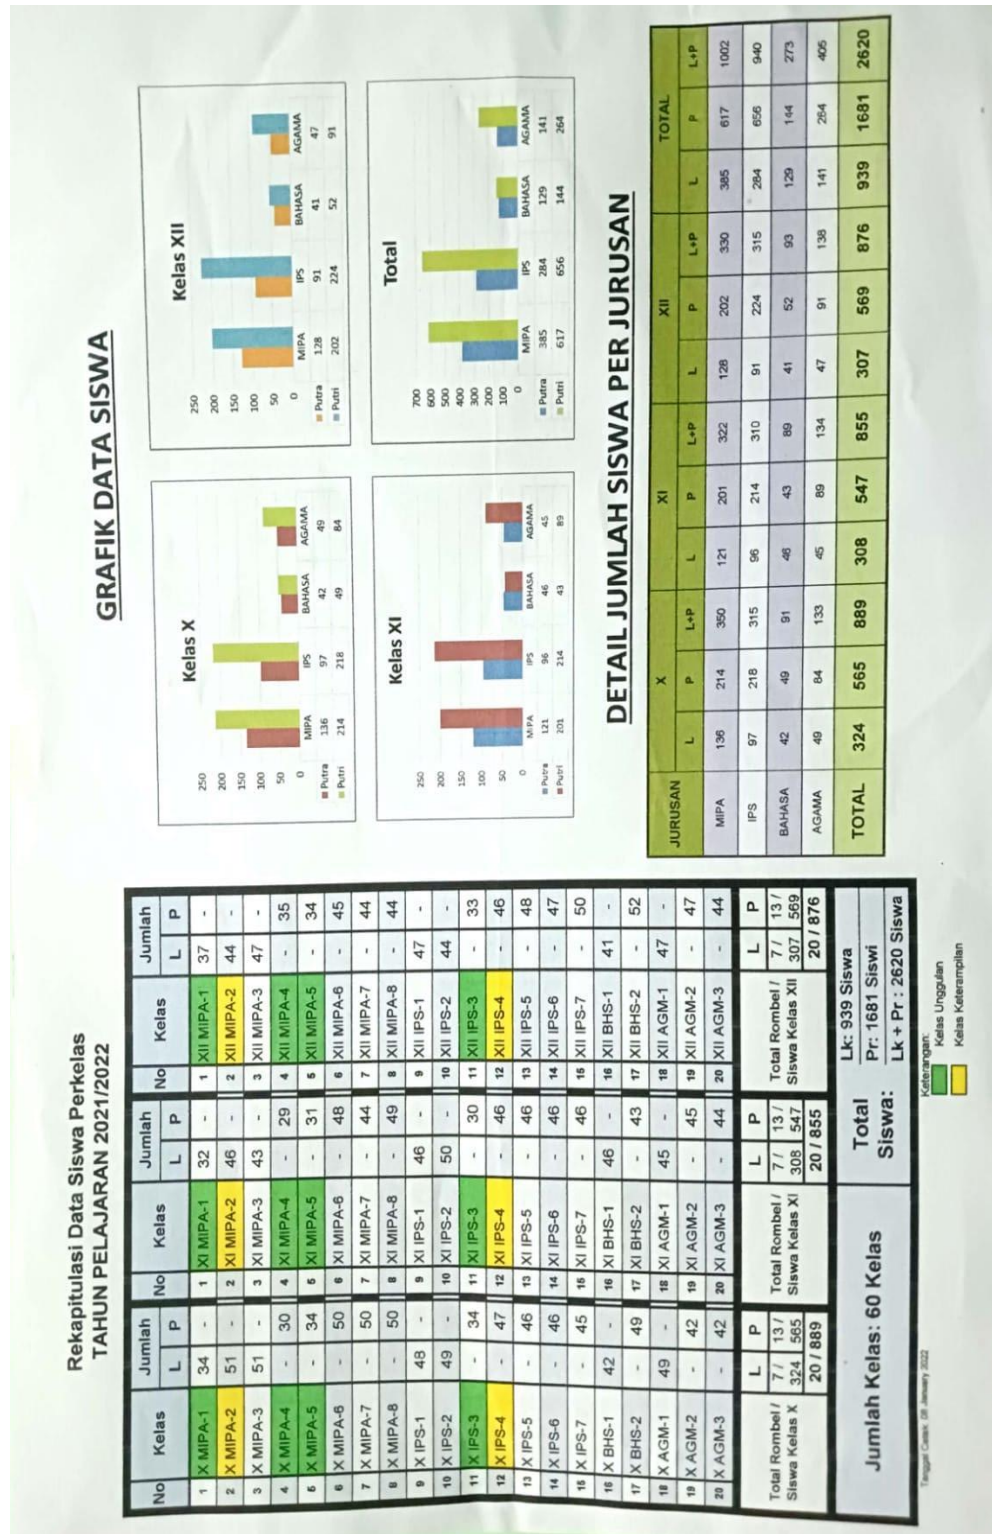 Rekapitulasi Data Siswa Perkelas
TAHUN PELAJARAN 2021/2022
No Kelas Jumlah No Kelas Jumlah No Kelas Jumlah
L P L P L P
1 X MIPA-1 34 - 1 XI MIPA-1 32 - 1 XII MIPA-1 37 -
2 X MIPA-2 51 - 2 XI MIPA-2 46 - 2 XII MIPA-2 44 -
3 X MIPA-3 51 - 3 XI MIPA-3 43 - 3 XII MIPA-3 47 -
4 X MIPA-4 - 30 4 XI MIPA-4 - 29 4 XII MIPA-4 - 35
5 X MIPA-5 - 34 5 XI MIPA-5 - 31 5 XII MIPA-5 - 34
6 X MIPA-6 - 50 6 XI MIPA-6 - 48 6 XII MIPA-6 - 45
7 X MIPA-7 - 50 7 XI MIPA-7 - 44 7 XII MIPA-7 - 44
8 X MIPA-8 - 50 8 XI MIPA-8 - 49 8 XII MIPA-8 - 44
9 X IPS-1 48 - 9 XI IPS-1 46 - 9 XII IPS-1 47 -
10 X IPS-2 49 - 10 XI IPS-2 50 - 10 XII IPS-2 44 -
11 X IPS-3 - 34 11 XI IPS-3 - 30 11 XII IPS-3 - 33
12 X IPS-4 - 47 12 XI IPS-4 - 46 12 XII IPS-4 - 46
13 X IPS-5 - 46 13 XI IPS-5 - 46 13 XII IPS-5 - 48
14 X IPS-6 - 46 14 XI IPS-6 - 46 14 XII IPS-6 - 47
15 X IPS-7 - 45 15 XI IPS-7 - 46 15 XII IPS-7 - 50
16 X BHS-1 42 - 16 XI BHS-1 46 - 16 XII BHS-1 41 -
17 X BHS-2 - 49 17 XI BHS-2 - 43 17 XII BHS-2 - 52
18 X AGM-1 49 - 18 XI AGM-1 45 - 18 XII AGM-1 47 -
19 X AGM-2 - 42 19 XI AGM-2 - 45 19 XII AGM-2 - 47
20 X AGM-3 - 42 20 XI AGM-3 - 44 20 XII AGM-3 - 44
L P L P L P
Total Rombel / 7 / 13 / Total Rombel / 7 / 13 / Total Rombel / 7 / 13 /
Siswa Kelas X 324 565 Siswa Kelas XI 308 547 Siswa Kelas XII 307 569
20 / 889 20 / 855 20 / 876
Jumlah Kelas: 60 Kelas
Total
Siswa:
Lk: 939 Siswa
Pr: 1681 Siswi
Lk + Pr : 2620 Siswa
Tanggal Cetak: 08 January 2022
Keterangan:
Kelas Unggulan
Kelas Keterampilan
GRAFIK DATA SISWA
Kelas X
250
200
150
100
50
0
MIPA IPS BAHASA AGAMA
Putra 136 97 42 49
Putri 214 218 49 84
Kelas XII
250
200
150
100
50
0
MIPA IPS BAHASA AGAMA
Putra 128 91 41 47
Putri 202 224 52 91
Kelas XI
250
200
150
100
50
0
MIPA IPS BAHASA AGAMA
Putra 121 96 46 45
Putri 201 214 43 89
Total
700
600
500
400
300
200
100
0
MIPA IPS BAHASA AGAMA
Putra 385 284 129 141
Putri 617 656 144 264
DETAIL JUMLAH SISWA PER JURUSAN
JURUSAN X XI XII TOTAL
L P L+P L P L+P L P L+P L P L+P
MIPA 136 214 350 121 201 322 128 202 330 385 617 1002
IPS 97 218 315 96 214 310 91 224 315 284 656 940
BAHASA 42 49 91 46 43 89 41 52 93 129 144 273
AGAMA 49 84 133 45 89 134 47 91 138 141 264 405
TOTAL 324 565 889 308 547 855 307 569 876 939 1681 2620